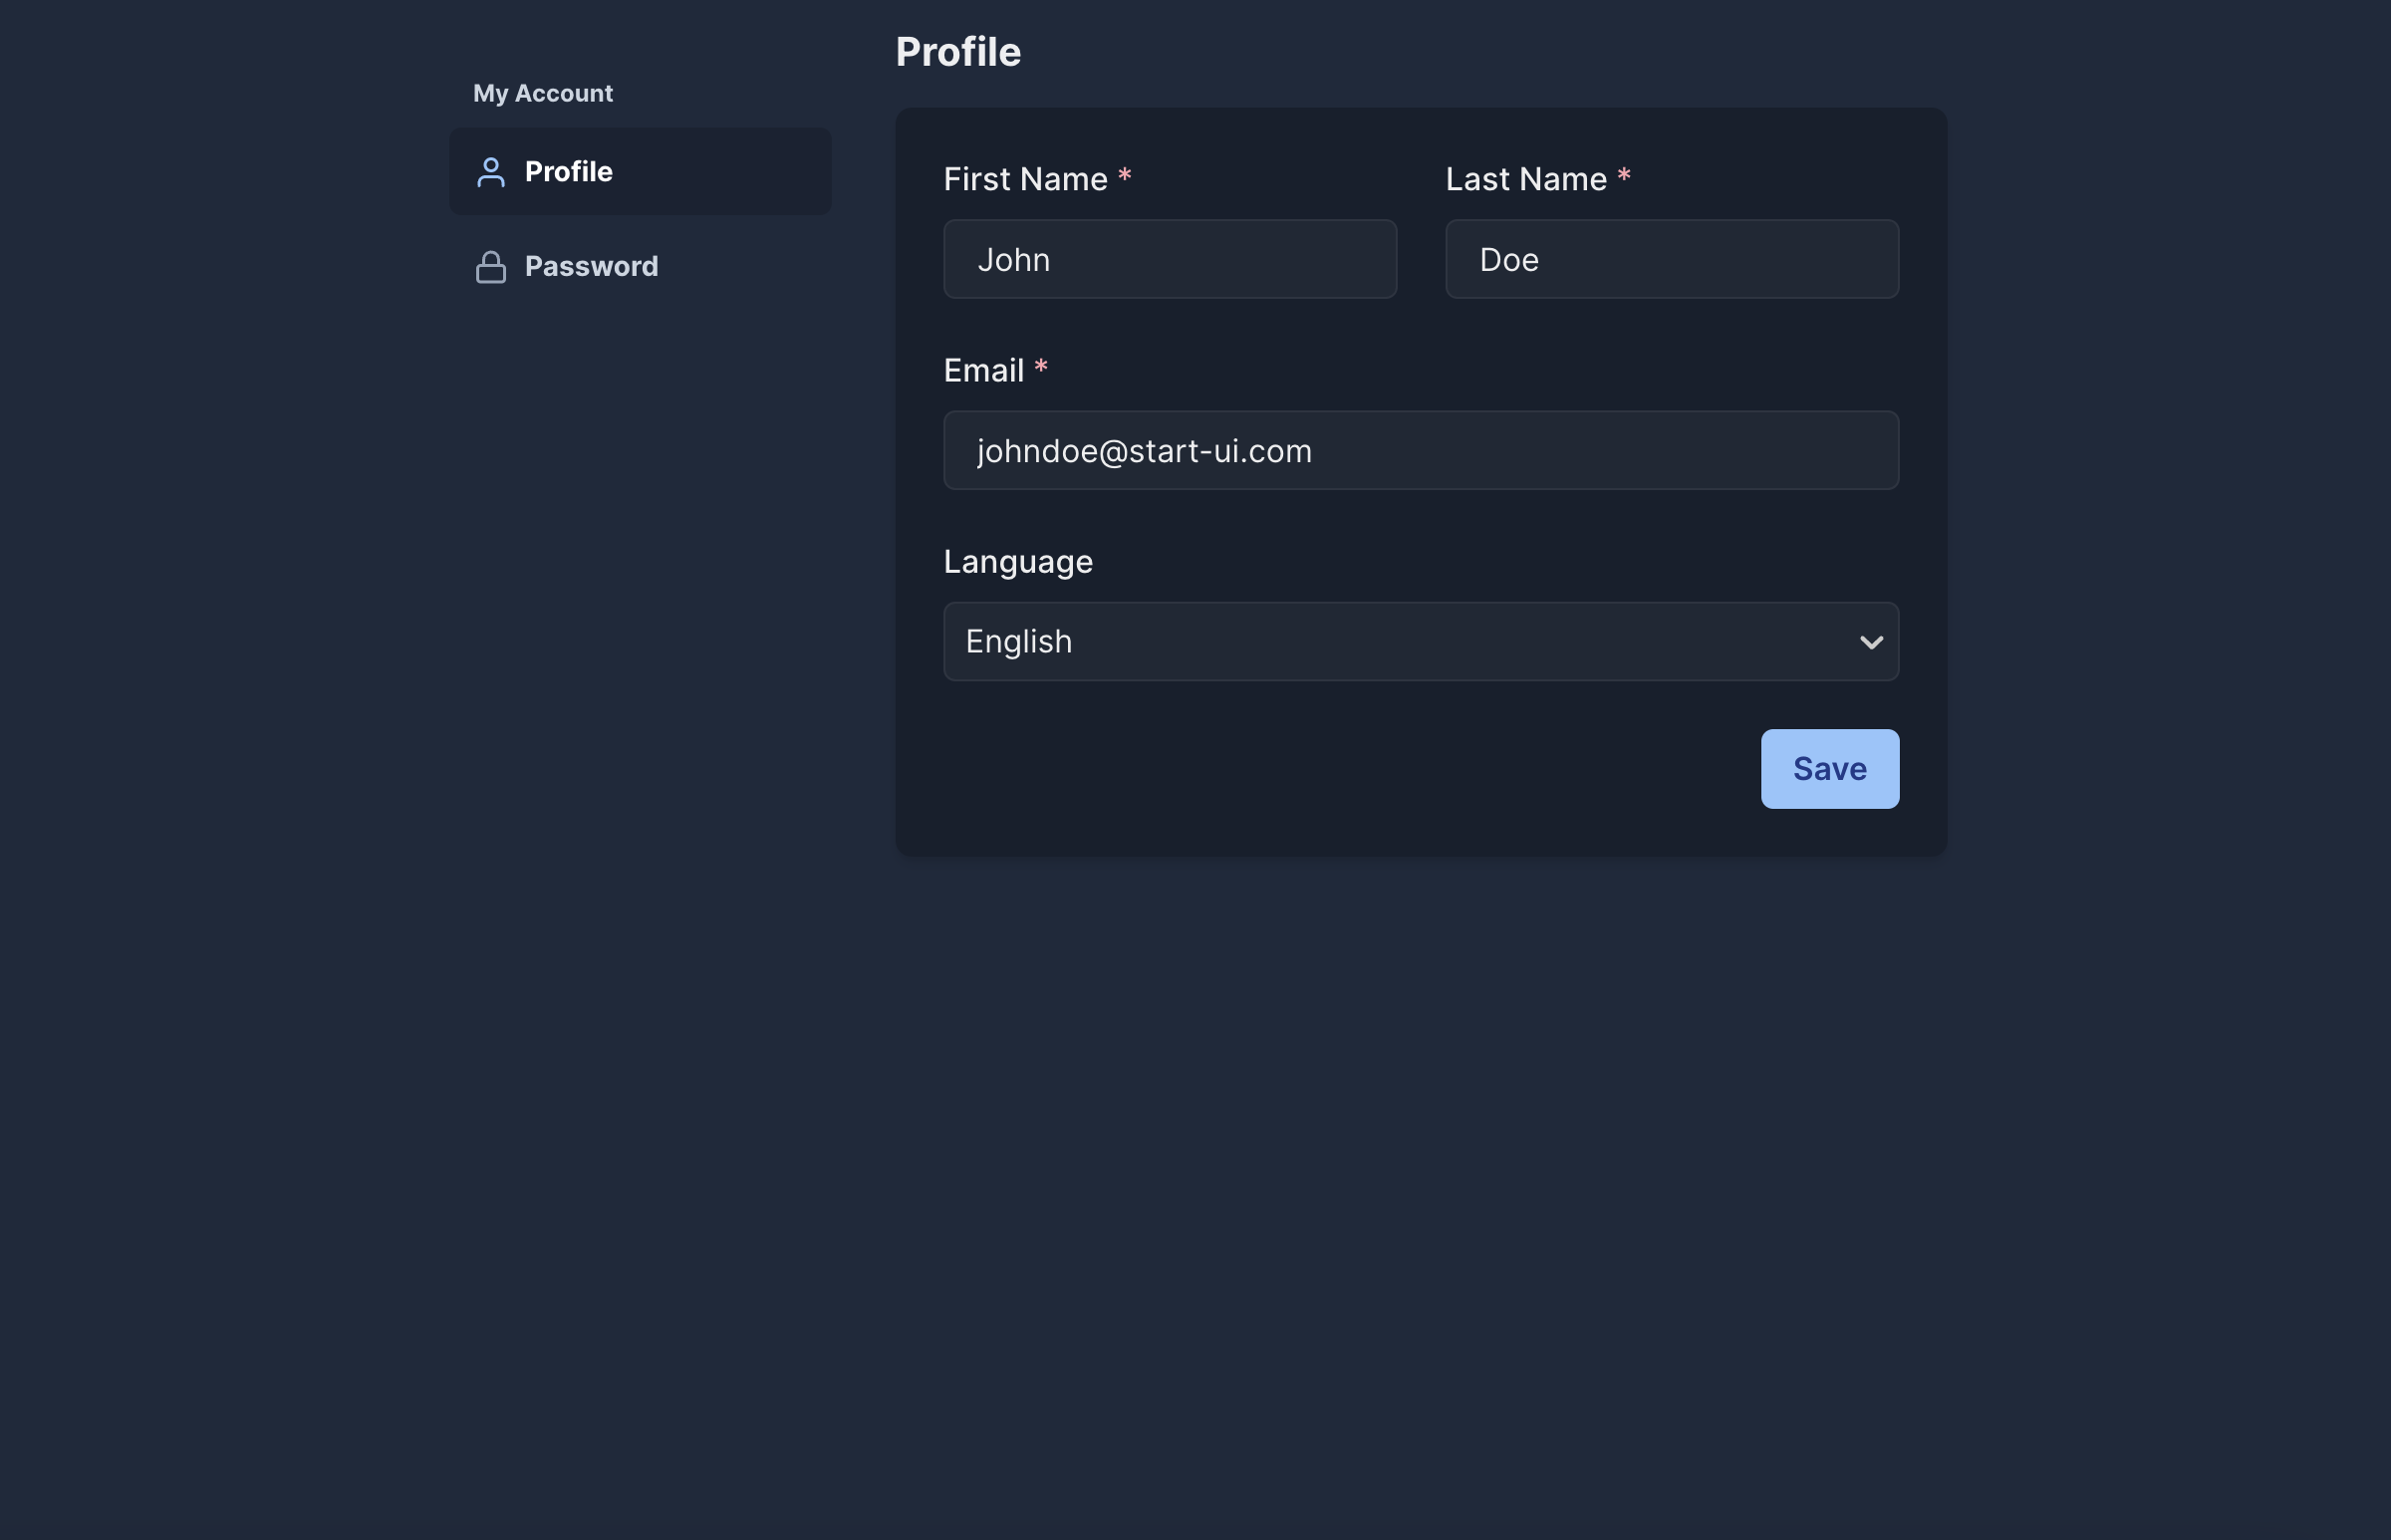 My Account
Profile
Password
Profile
First Name *
Last Name *
John
Doe
Email *
johndoe@start-ui.com
Language
English
Save